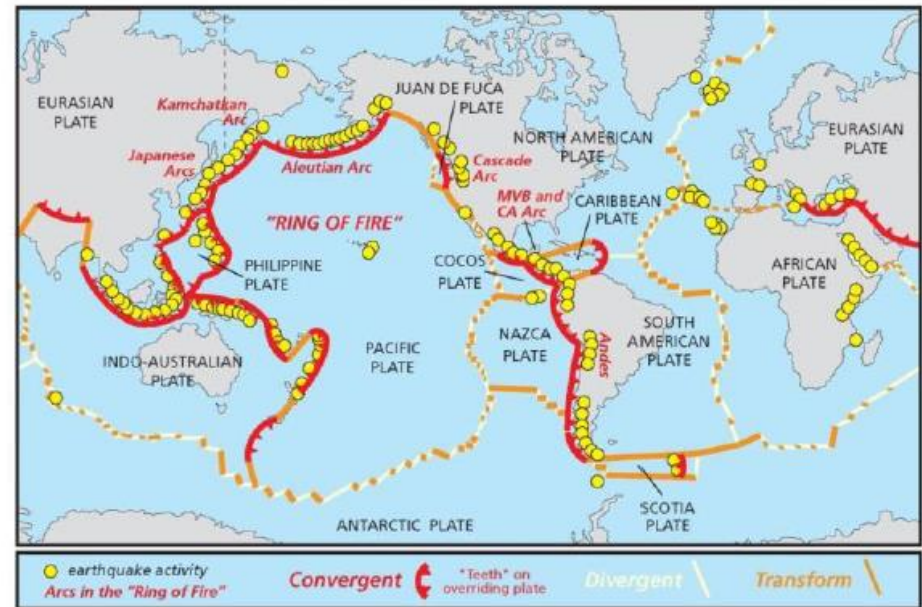 EURASIAN
PLATE
Kamchatkan
Arc
Japanese
Arcs
Aleutian Arc
JUAN DE FUCA
PLATE
NORTH AMERICAN
PLATE
Cascade
Arc
MVB and
CA Arc
CARIBBEAN
PLATE
EURASIAN
PLATE
"RING OF FIRE"
PHILIPPINE
PLATE
COCOS
PLATE
AFRICAN
PLATE
INDO-AUSTRALIAN
PLATE
PACIFIC
PLATE
NAZCA
PLATE
Andes
SOUTH
AMERICAN
PLATE
SCOTIA
PLATE
ANTARCTIC PLATE
earthquake activity
Arcs in the "Ring of Fire"
Convergent
"Teeth" on
overriding plate
Divergent
Transform